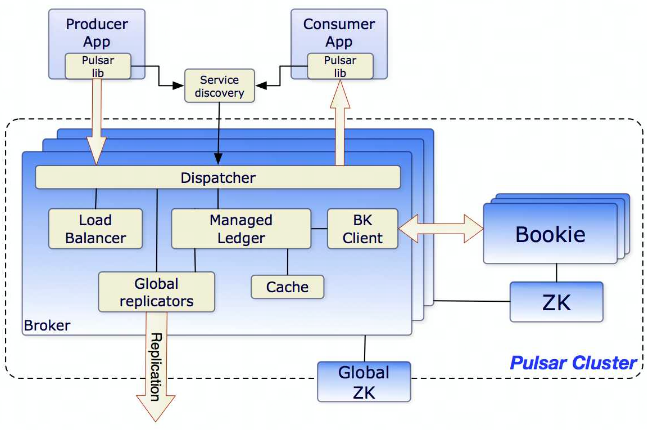 Producer
App
Pulsar
lib
Consumer
App
Pulsar
lib
Service
discovery
Dispatcher
Load
Balancer
Managed
Ledger
BK
Client
Bookie
Global
replicators
Cache
ZK
Broker
Replication
Pulsar Cluster
Global
ZK